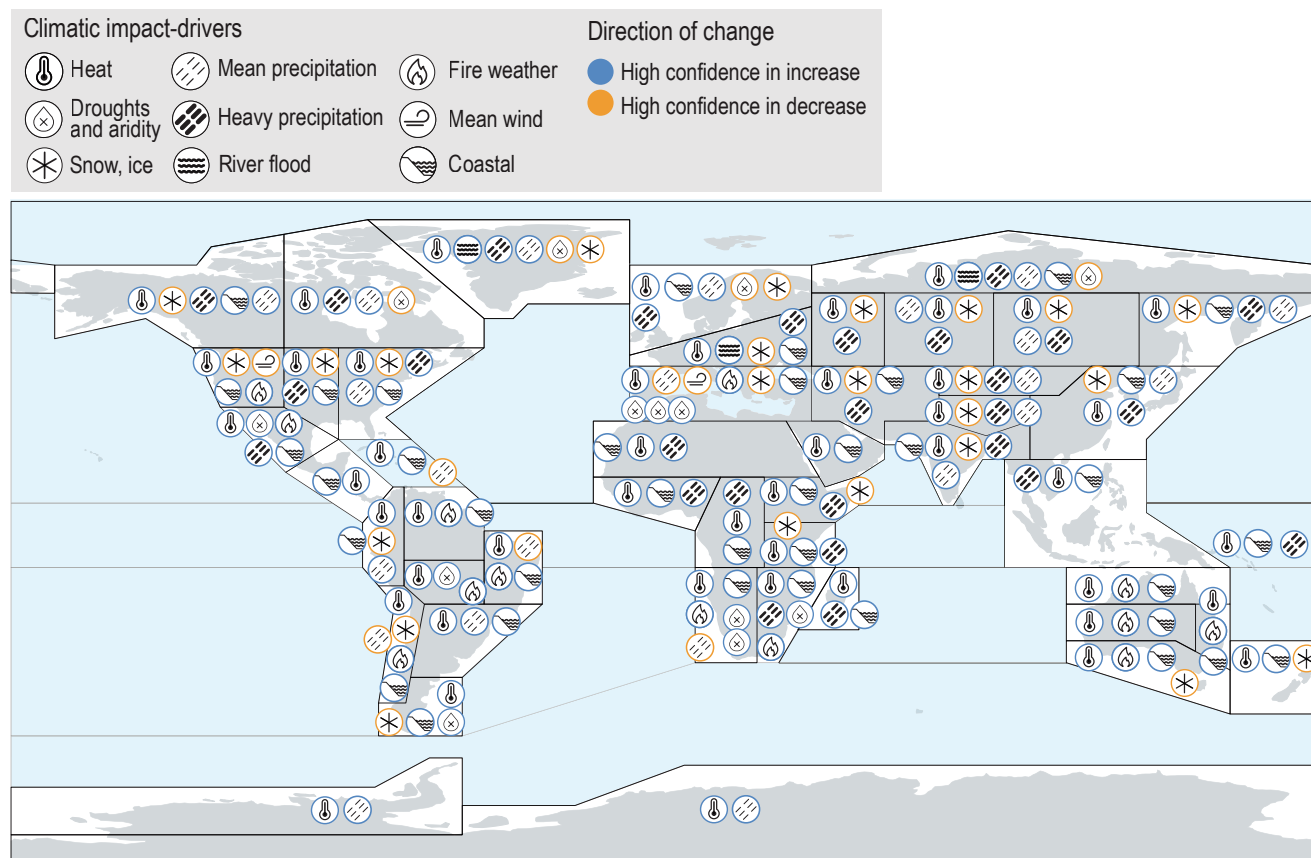 Climatic impact-drivers
Direction of change
Heat
Mean precipitation
Fire weather
High confidence in increase
Droughts
and aridity
Heavy precipitation
Mean wind
High confidence in decrease
Snow, ice
River flood
Coastal